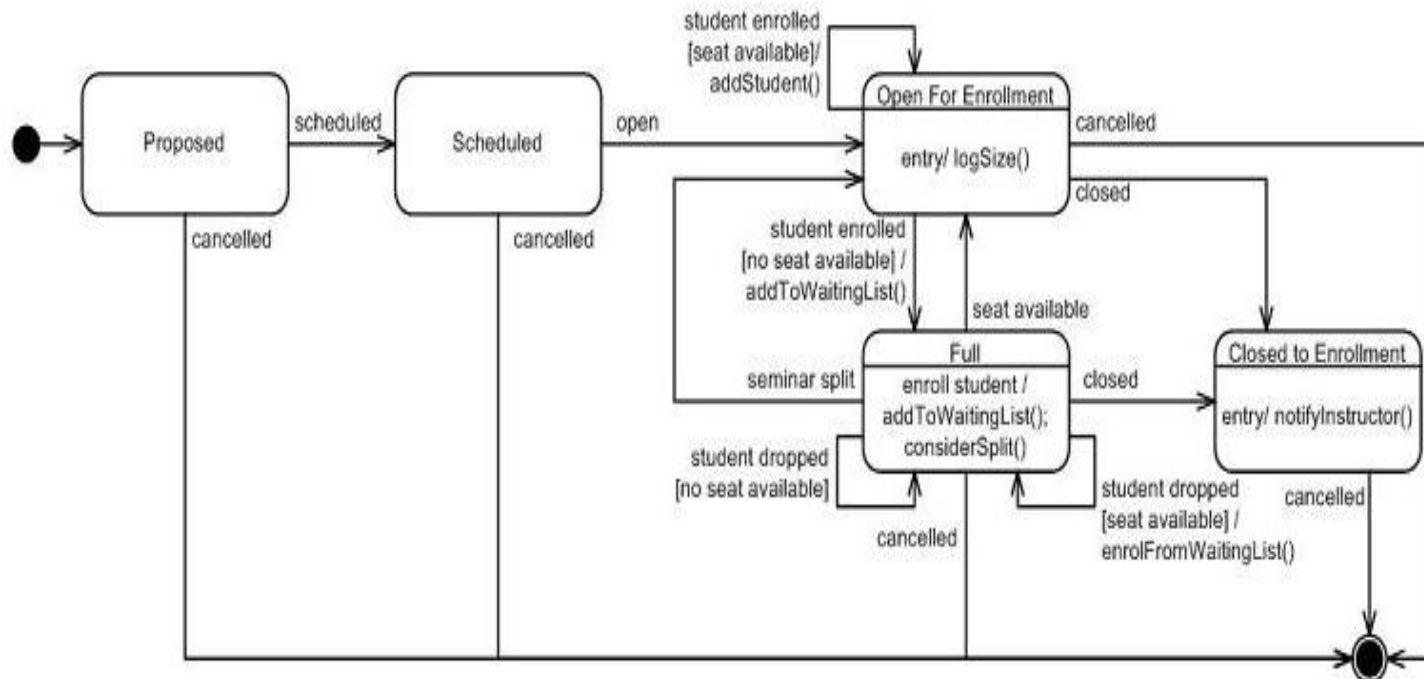 student enrolled
[seat available]/
addStudent()
Open For Enrollment
entry/ logSize()
Proposed
scheduled
Scheduled
open
cancelled
closed
cancelled
cancelled
student enrolled
[no seat available] /
addToWaitingList()
seat available
Full
enroll student /
addToWaitingList();
considerSplit()
seminar split
closed
Closed to Enrollment
entry/ notifyInstructor()
student dropped
[no seat available]
student dropped
[seat available] /
enrolFromWaitingList()
cancelled
cancelled